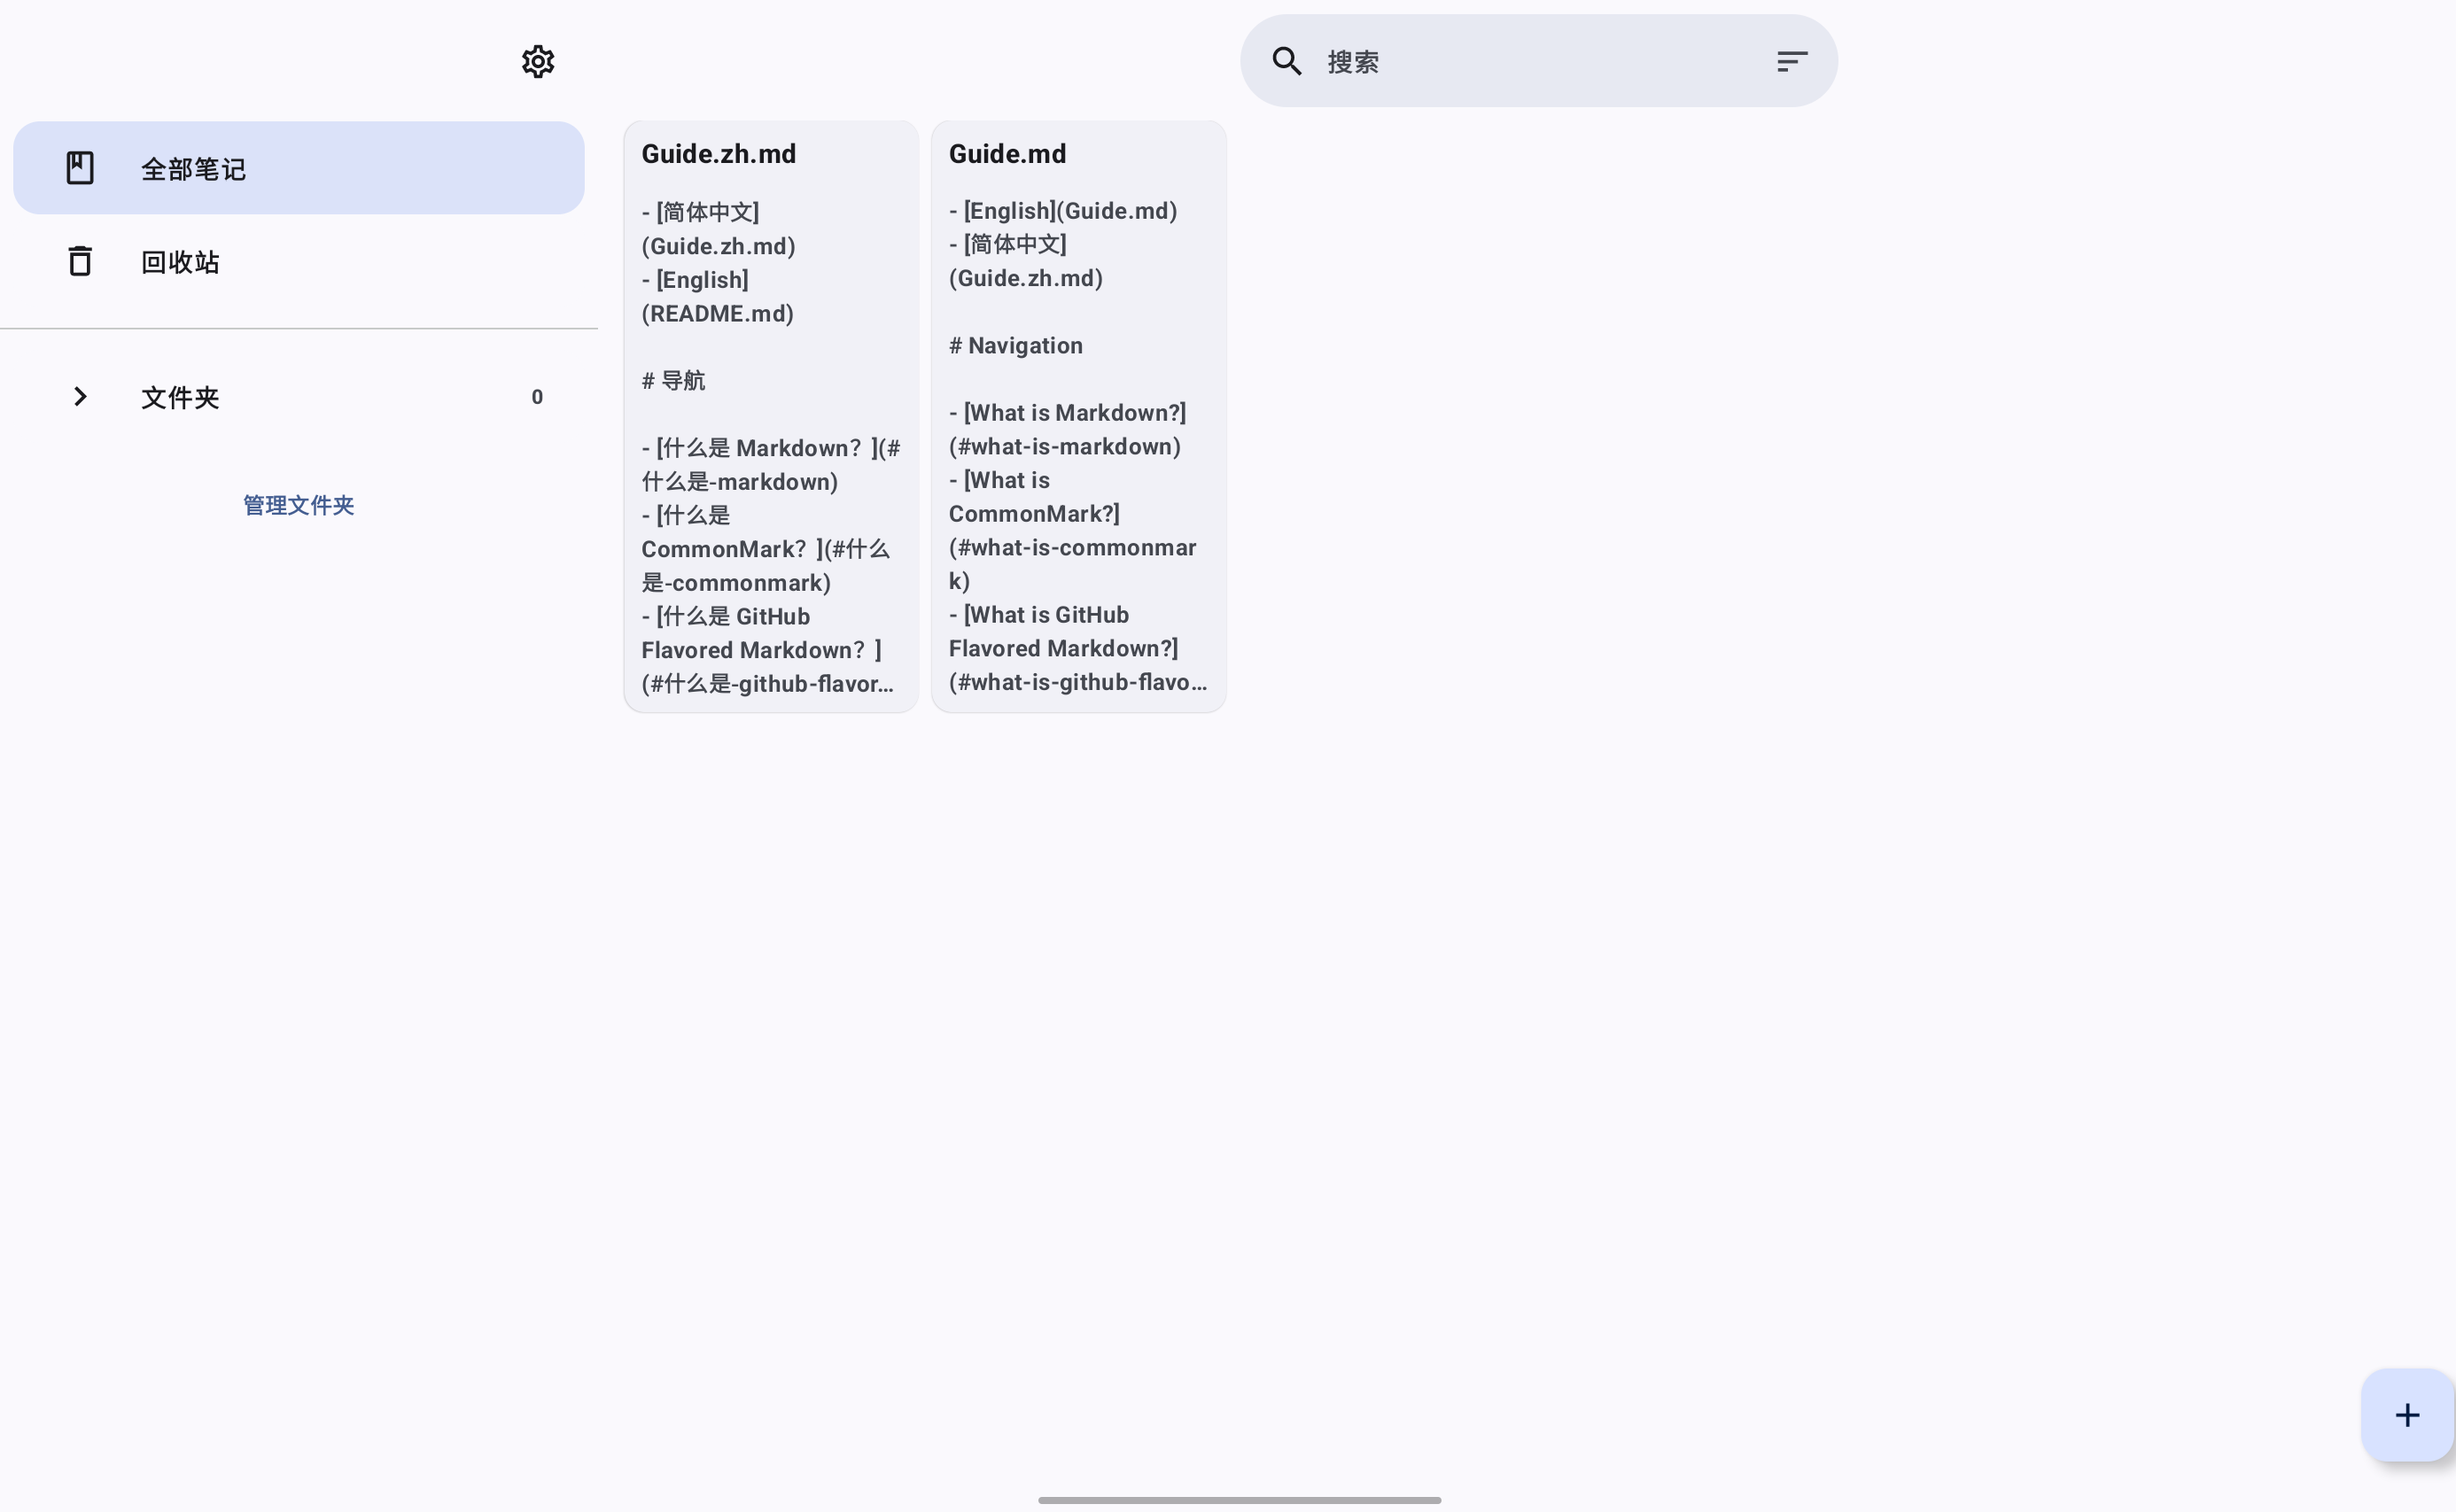 搜索
全部笔记
回收站
文件夹
0
管理文件夹
Guide.zh.md
- [简体中文]
(Guide.zh.md)
- [English]
(README.md)
# 导航
- [什么是 Markdown？](#
什么是-markdown)
- [什么是
CommonMark？](#什么
是-commonmark)
- [什么是 GitHub
Flavored Markdown？]
(#什么是-github-flavor...
Guide.md
- [English](Guide.md)
- [简体中文]
(Guide.zh.md)
# Navigation
- [What is Markdown?]
(#what-is-markdown)
- [What is
CommonMark?]
(#what-is-commonmar
k)
- [What is GitHub
Flavored Markdown?]
(#what-is-github-flavo...